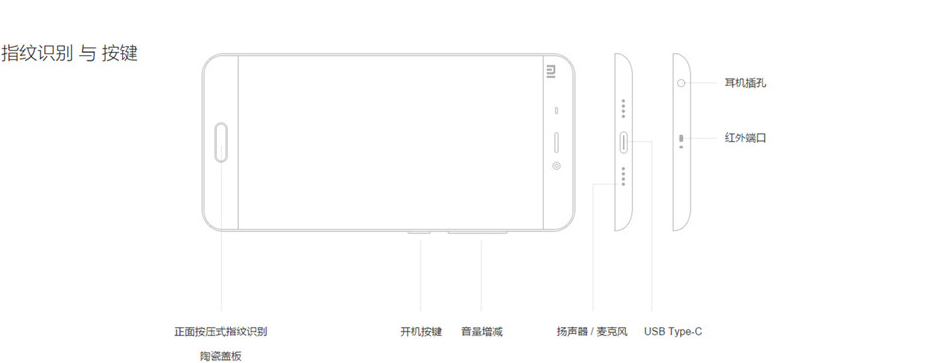 指纹识别 与 按键
耳机插孔
红外端口
正面按压式指纹识别
陶瓷盖板
开机按键
音量增减
扬声器 / 麦克风
USB Type-C